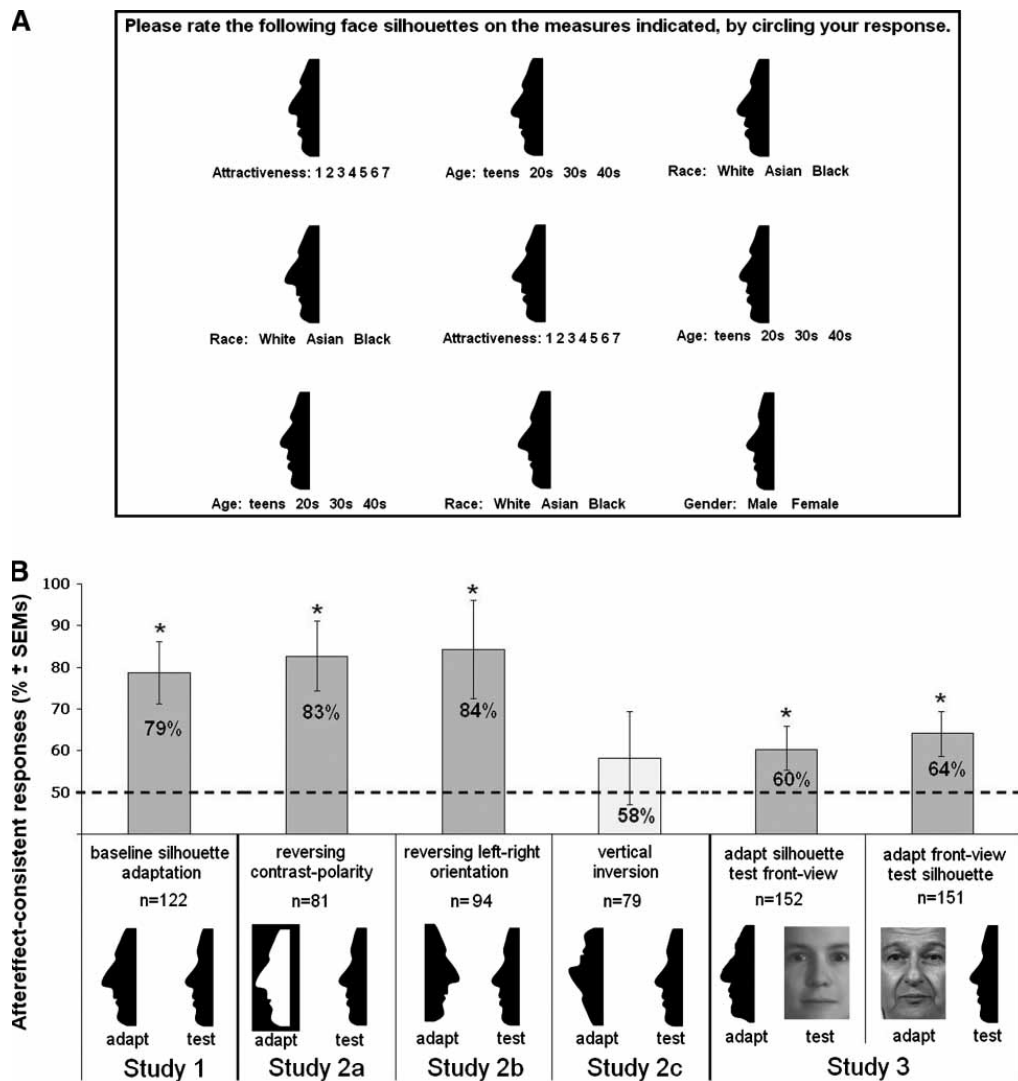 A
Please rate the following face silhouettes on the measures indicated, by circling your response.
Attractiveness: 1 2 3 4 5 6 7
Age: teens 20s 30s 40s
Race: White Asian Black
Race: White Asian Black
Attractiveness: 1 2 3 4 5 6 7
Age: teens 20s 30s 40s
Age: teens 20s 30s 40s
Race: White Asian Black
Gender: Male Female
B
Aftereffect-consistent responses (% ± SEMs)
100
90
80
70
60
50
*
79%
*
83%
*
84%
58%
*
60%
*
64%
baseline silhouette
adaptation
n=122
adapt
test
Study 1
reversing
contrast-polarity
n=81
adapt
test
Study 2a
reversing left-right
orientation
n= 94
adapt
test
Study 2b
vertical
inversion
n=79
adapt
test
Study 2c
adapt silhouette
test front-view
n=152
adapt
test
adapt front-view
test silhouette
n=151
adapt
test
Study 3